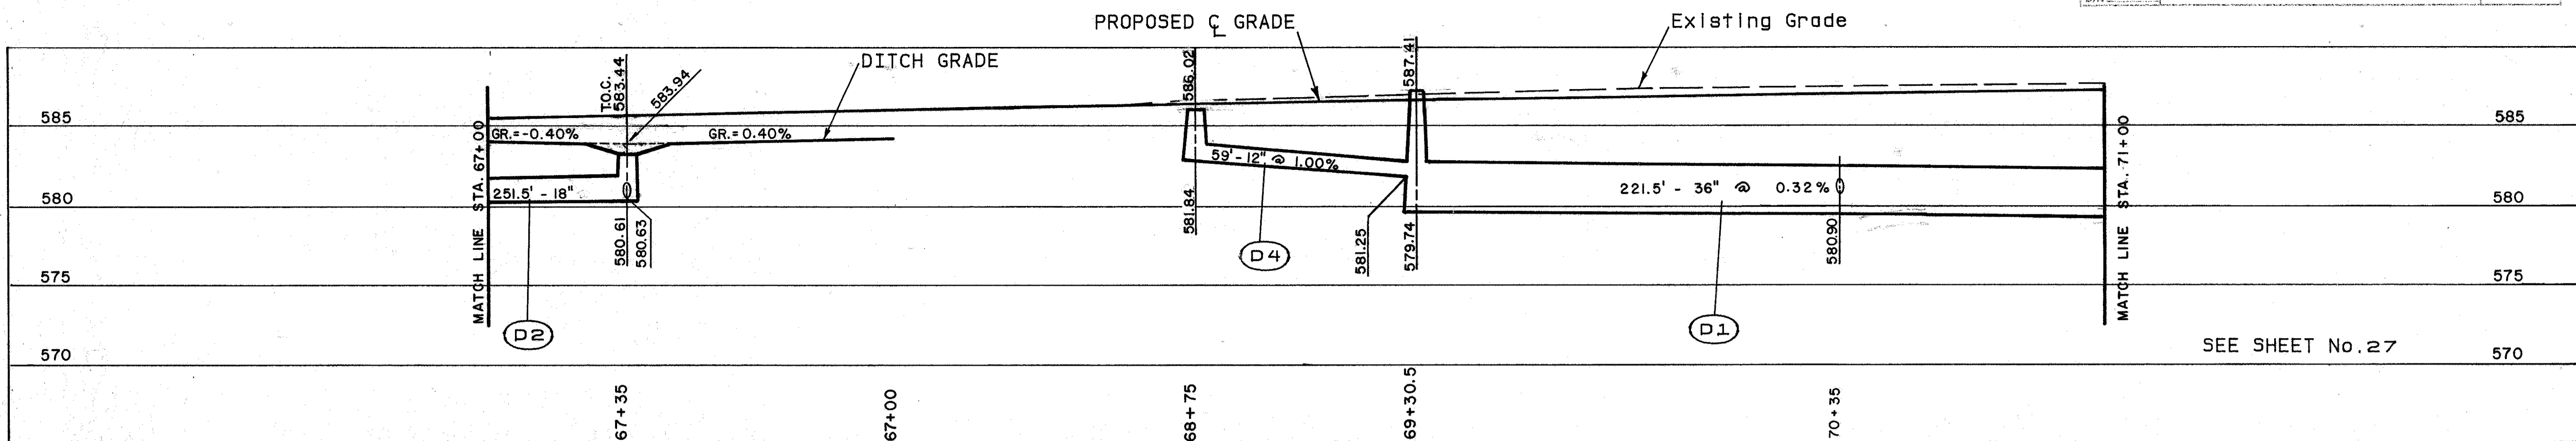 PROPOSED ℄ GRADE
Existing Grade
DITCH GRADE
T.O.C.
583.44
583.94
586.02
587.41
585
585
GR.=-0.40%
GR.=0.40%
59'-12" @ 1.00%
251.5' - 18"
221.5' - 36" @ 0.32%
580
580
MATCH LINE STA. 67+00
MATCH LINE STA. 71+00
580.61
580.63
581.84
581.25
579.74
580.90
D4
575
575
D2
D1
SEE SHEET No.27
570
570
67+35
67+00
68+75
69+30.5
70+35